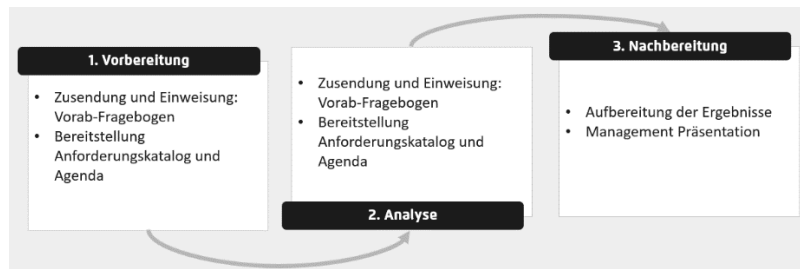 1. Vorbereitung
• Zusendung und Einweisung:
Vorab-Fragebogen
• Bereitstellung
Anforderungskatalog und
Agenda
• Zusendung und Einweisung:
Vorab-Fragebogen
• Bereitstellung
Anforderungskatalog und
Agenda
2. Analyse
3. Nachbereitung
• Aufbereitung der Ergebnisse
• Management Präsentation